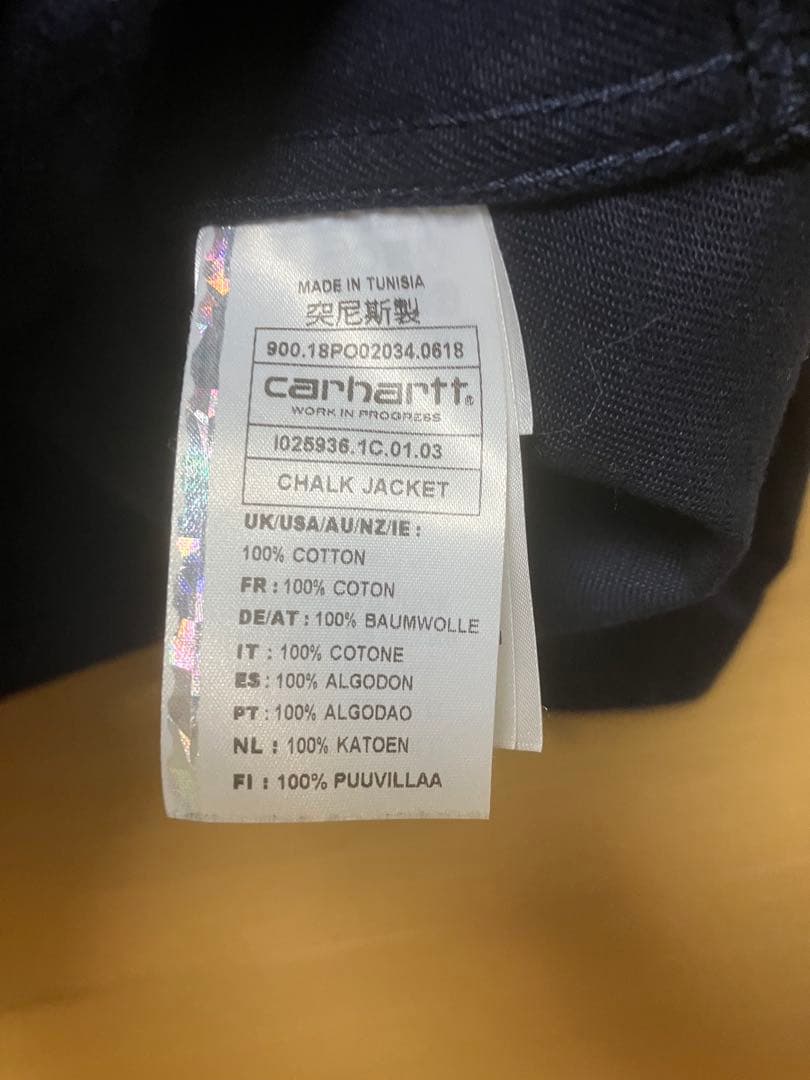 MADE IN TUNISIA
突尼斯製
900.18PO02034.0618
carhartt®
WORK IN PROGRESS
I025936.1C.01.03
CHALK JACKET
UK/USA/AU/NZ/IE :
100% COTTON
FR : 100% COTON
DE/AT : 100% BAUMWOLLE
IT : 100% COTONE
ES : 100% ALGODON
PT : 100% ALGODAO
NL : 100% KATOEN
FI : 100% PUUVILLAA